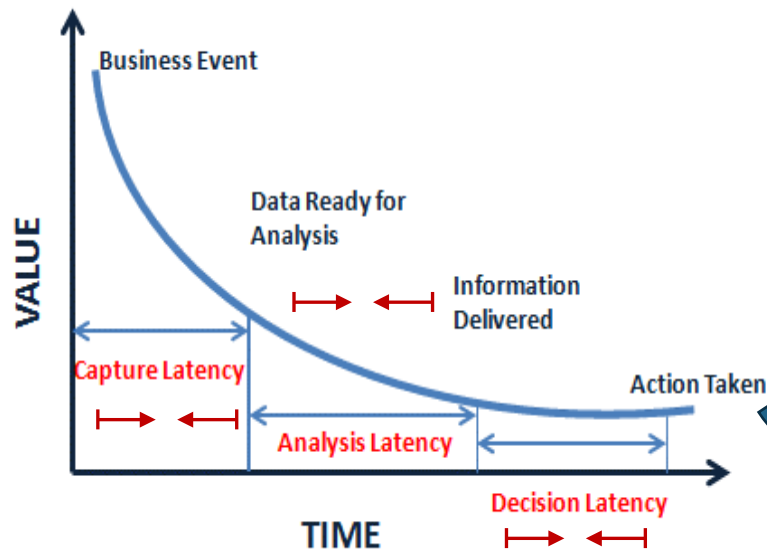 Business Event
Data Ready for
Analysis
VALUE
Information
Delivered
Capture Latency
Action Taken
Analysis Latency
Decision Latency
TIME